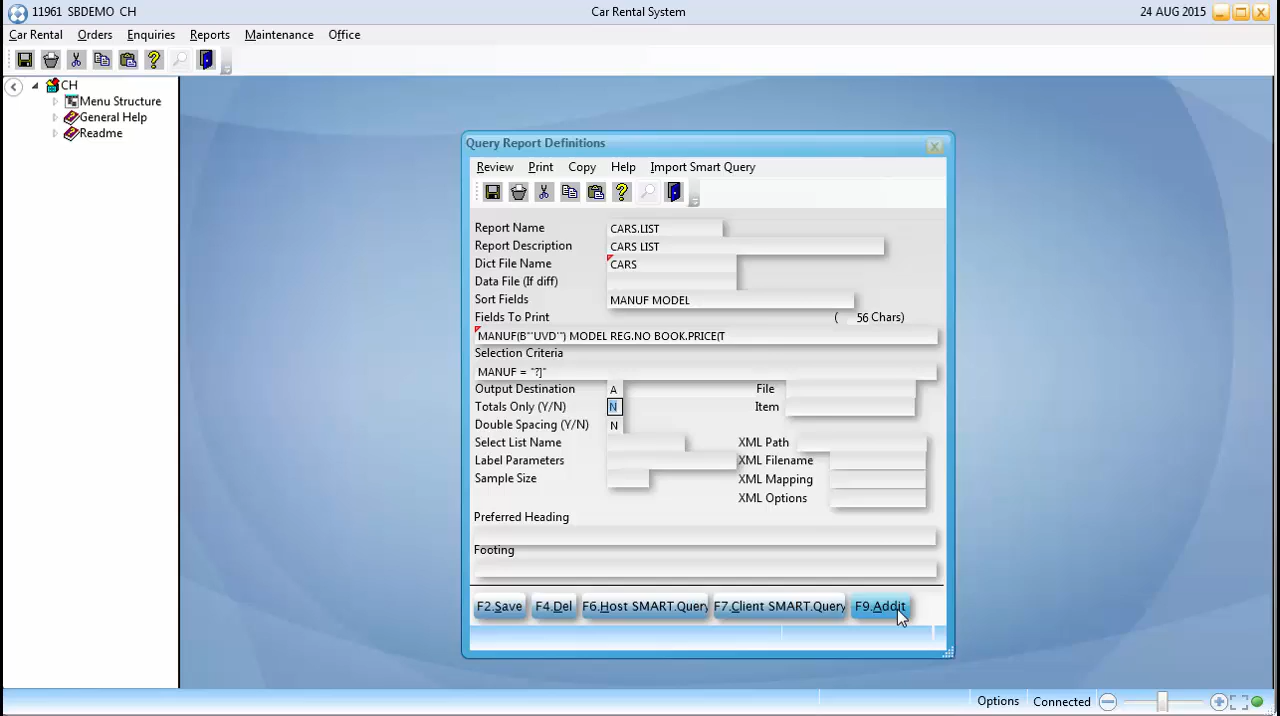 11961 SBDEMO CH
Car Rental System
24 AUG 2015
Car Rental Orders Enquiries Reports Maintenance Office
CH
Menu Structure
General Help
Readme
Query Report Definitions
Review Print Copy Help Import Smart Query
Report Name CARS.LIST
Report Description CARS LIST
Dict File Name CARS
Data File (If diff)
Sort Fields MANUF MODEL
Fields To Print ( 56 Chars)
MANUF(B"'UVD'") MODEL REG.NO BOOK.PRICE(T
Selection Criteria
MANUF = "?]"
Output Destination A File
Totals Only (Y/N) N Item
Double Spacing (Y/N) N
Select List Name XML Path
Label Parameters XML Filename
Sample Size XML Mapping
XML Options
Preferred Heading
Footing
F2.Save F4.Del F6.Host SMART.Query F7.Client SMART.Query F9.Addit
Options Connected